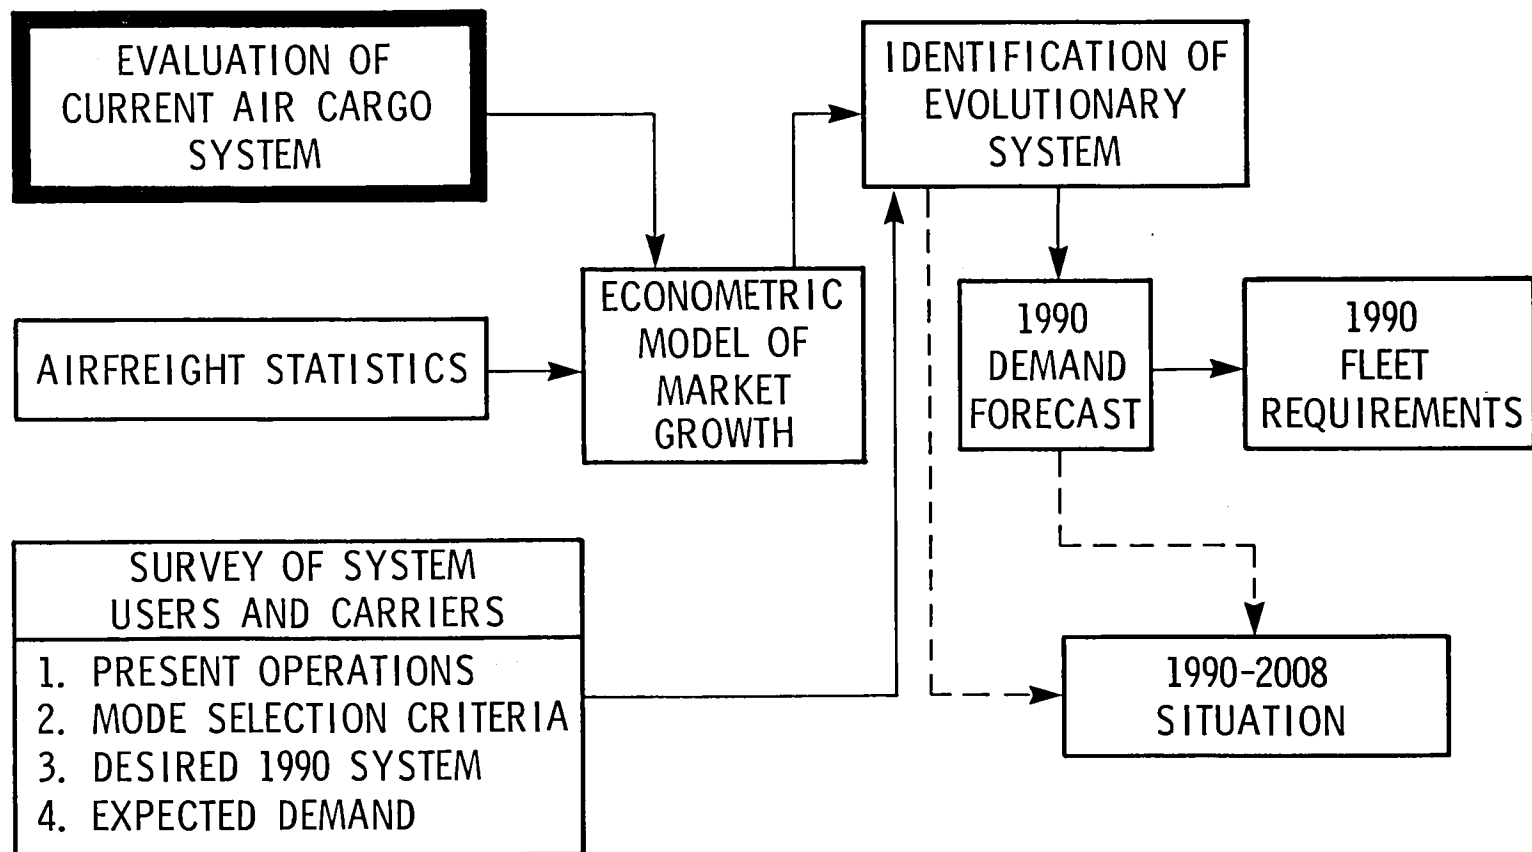 EVALUATION OF
CURRENT AIR CARGO
SYSTEM
IDENTIFICATION OF
EVOLUTIONARY
SYSTEM
AIRFREIGHT STATISTICS
ECONOMETRIC
MODEL OF
MARKET
GROWTH
1990
DEMAND
FORECAST
1990
FLEET
REQUIREMENTS
SURVEY OF SYSTEM
USERS AND CARRIERS
1. PRESENT OPERATIONS
2. MODE SELECTION CRITERIA
3. DESIRED 1990 SYSTEM
4. EXPECTED DEMAND
1990-2008
SITUATION